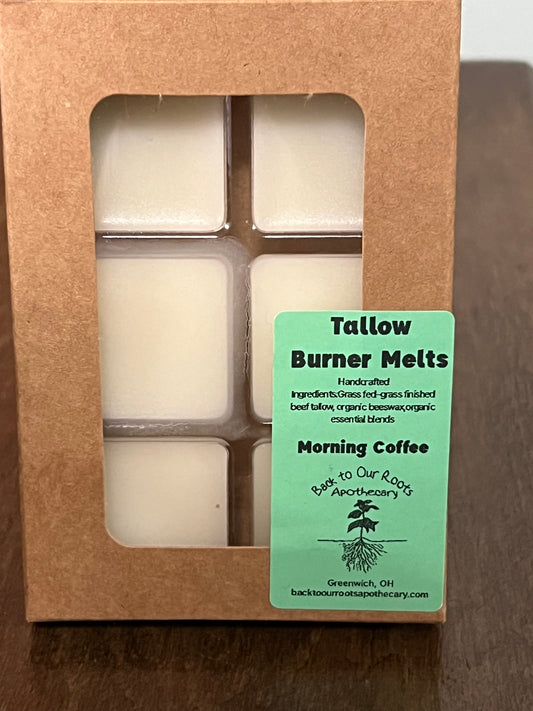 Tallow
Burner Melts
Handcrafted
Ingredients:Grass fed-grass finished
beef tallow, organic beeswax,organic
essential blends
Morning Coffee
Back to Our Roots
Apothecary
Greenwich, OH
backtoourrootsapothecary.com